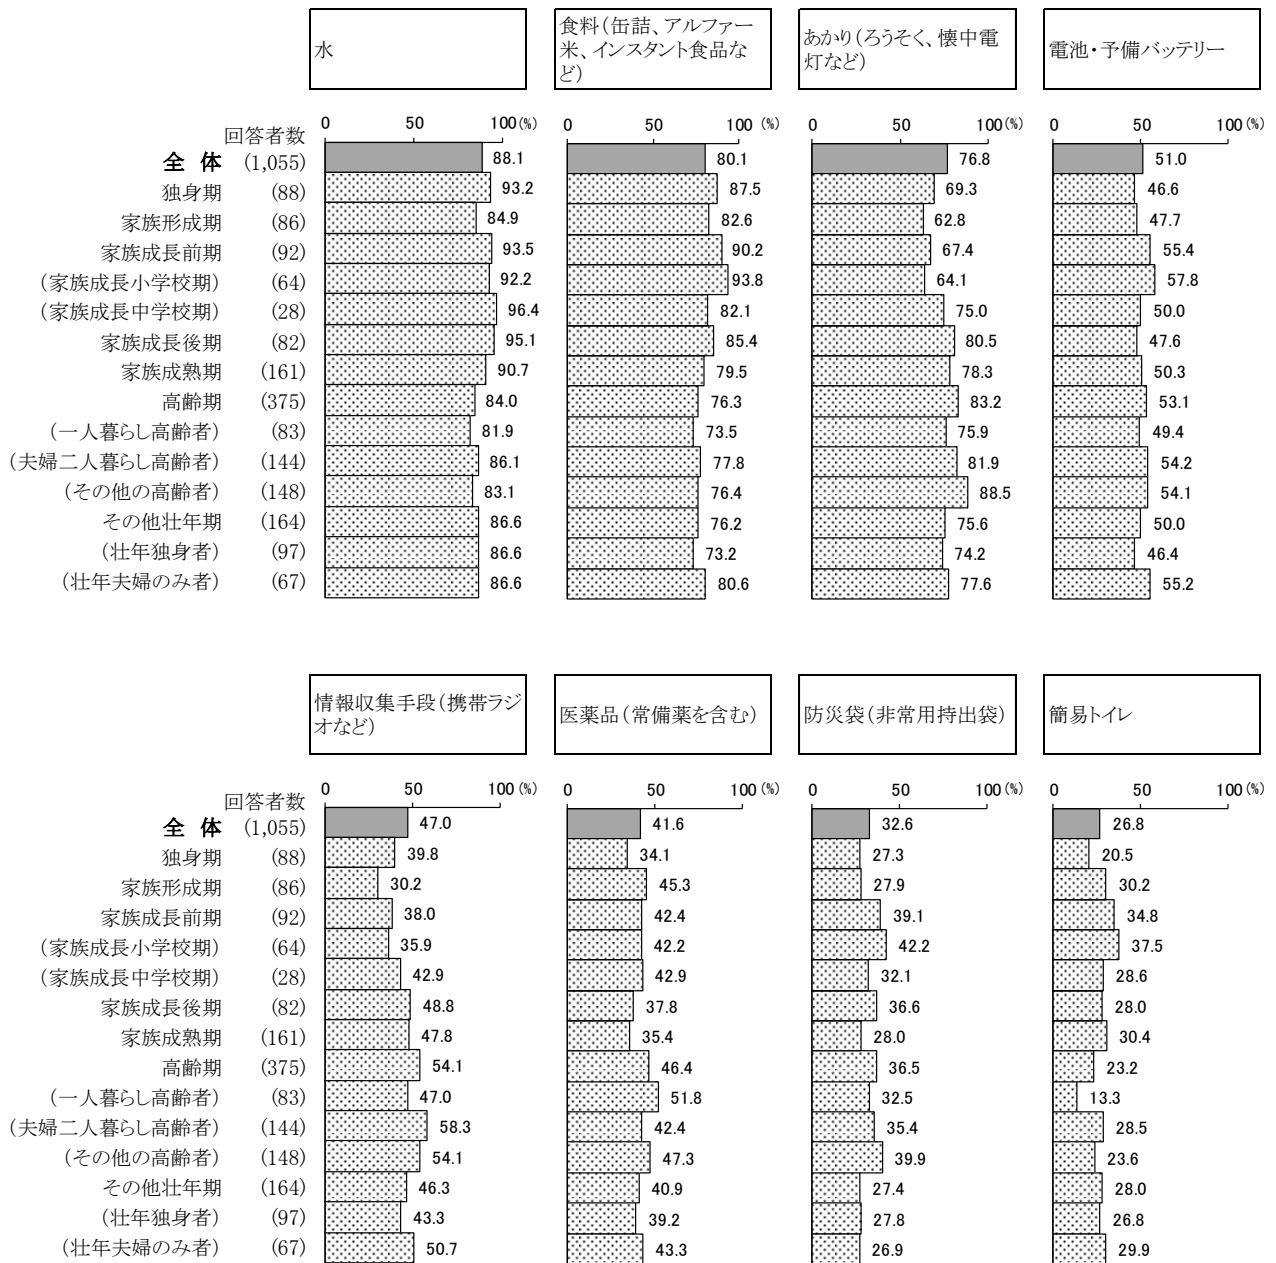 水
食料（缶詰、アルファー
米、インスタント食品な
ど）
あかり（ろうそく、懐中電
灯など）
電池・予備バッテリー
0 50 100(%) 0 50 100 (%) 0 50 100 (%) 0 50 100(%)
回答者数
全 体 (1,055) 88.1 80.1 76.8 51.0
独身期 (88) 93.2 87.5 69.3 46.6
家族形成期 (86) 84.9 82.6 62.8 47.7
家族成長前期 (92) 93.5 90.2 67.4 55.4
（家族成長小学校期） (64) 92.2 93.8 64.1 57.8
（家族成長中学校期） (28) 96.4 82.1 75.0 50.0
家族成長後期 (82) 95.1 85.4 80.5 47.6
家族成熟期 (161) 90.7 79.5 78.3 50.3
高齢期 (375) 84.0 76.3 83.2 53.1
（一人暮らし高齢者） (83) 81.9 73.5 75.9 49.4
（夫婦二人暮らし高齢者） (144) 86.1 77.8 81.9 54.2
（その他の高齢者） (148) 83.1 76.4 88.5 54.1
その他壮年期 (164) 86.6 76.2 75.6 50.0
（壮年独身者） (97) 86.6 73.2 74.2 46.4
（壮年夫婦のみ者） (67) 86.6 80.6 77.6 55.2
情報収集手段（携帯ラジ
オなど）
医薬品（常備薬を含む）
防災袋（非常用持出袋）
簡易トイレ
0 50 100 (%) 0 50 100 (%) 0 50 100 (%) 0 50 100 (%)
回答者数
全 体 (1,055) 47.0 41.6 32.6 26.8
独身期 (88) 39.8 34.1 27.3 20.5
家族形成期 (86) 30.2 45.3 27.9 30.2
家族成長前期 (92) 38.0 42.4 39.1 34.8
（家族成長小学校期） (64) 35.9 42.2 42.2 37.5
（家族成長中学校期） (28) 42.9 42.9 32.1 28.6
家族成長後期 (82) 48.8 37.8 36.6 28.0
家族成熟期 (161) 47.8 35.4 28.0 30.4
高齢期 (375) 54.1 46.4 36.5 23.2
（一人暮らし高齢者） (83) 47.0 51.8 32.5 13.3
（夫婦二人暮らし高齢者） (144) 58.3 42.4 35.4 28.5
（その他の高齢者） (148) 54.1 47.3 39.9 23.6
その他壮年期 (164) 46.3 40.9 27.4 28.0
（壮年独身者） (97) 43.3 39.2 27.8 26.8
（壮年夫婦のみ者） (67) 50.7 43.3 26.9 29.9